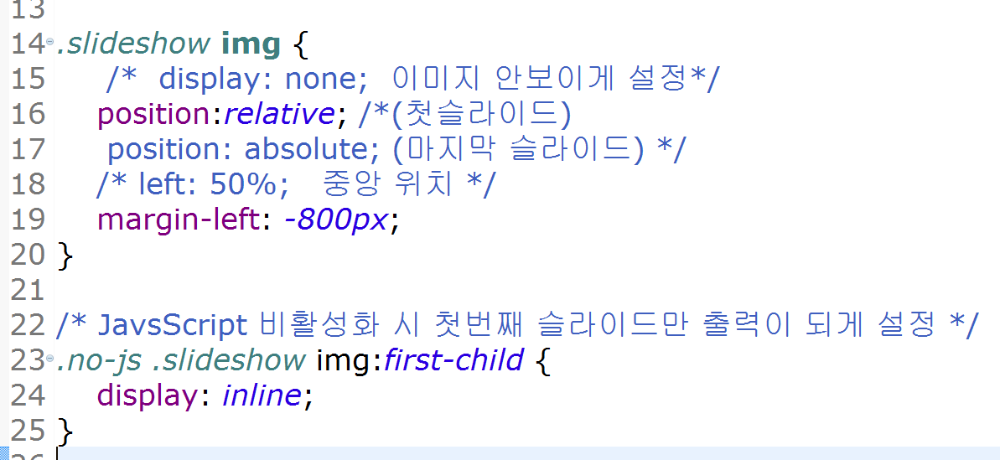 13
14 .slideshow img {
15 /* display: none; 이미지 안보이게 설정*/
16 position:relative; /*(첫슬라이드)
17 position: absolute; (마지막 슬라이드) */
18 /* left: 50%; 중앙 위치 */
19 margin-left: -800px;
20 }
21
22 /* JavsScript 비활성화 시 첫번째 슬라이드만 출력이 되게 설정 */
23 .no-js .slideshow img:first-child {
24 display: inline;
25 }
26